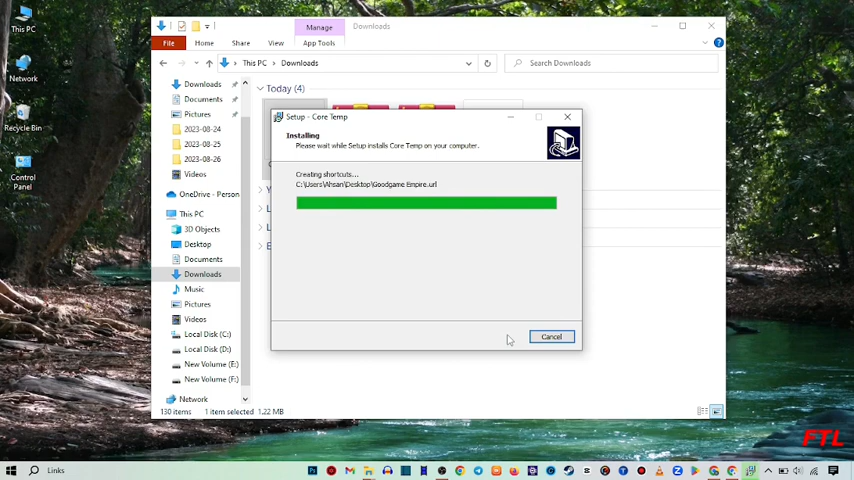 This PC
Network
Recycle Bin
Control
Panel
Manage
Downloads
File
Home
Share
View
App Tools
This PC
Downloads
Search Downloads
Downloads
Documents
Pictures
2023-08-24
2023-08-25
2023-08-26
Videos
OneDrive - Person
This PC
3D Objects
Desktop
Documents
Downloads
Music
Pictures
Videos
Local Disk (C:)
Local Disk (D:)
New Volume (E:)
New Volume (F:)
Network
Today (4)
Setup - Core Temp
Installing
Please wait while Setup installs Core Temp on your computer.
Creating shortcuts...
C:\Users\Ahsan\Desktop\Goodgame Empire.url
Cancel
130 items
1 item selected
1.22 MB
FTL
Links